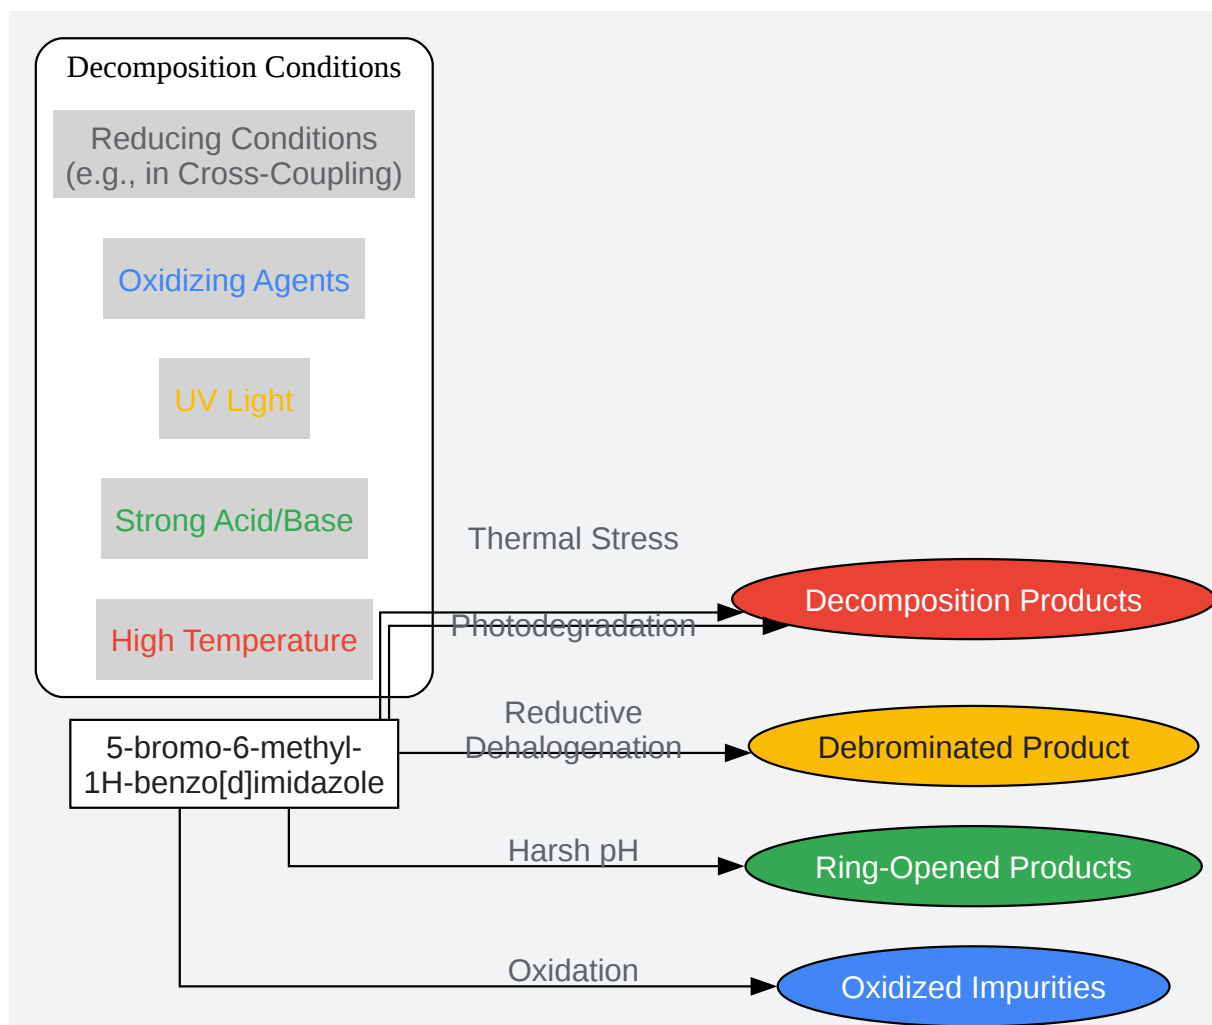 Decomposition Conditions
Reducing Conditions
(e.g., in Cross-Coupling)
Oxidizing Agents
UV Light
Strong Acid/Base
High Temperature
5-bromo-6-methyl-
1H-benzo[d]imidazole
Thermal Stress
Photodegradation
Decomposition Products
Reductive
Dehalogenation
Debrominated Product
Harsh pH
Ring-Opened Products
Oxidation
Oxidized Impurities